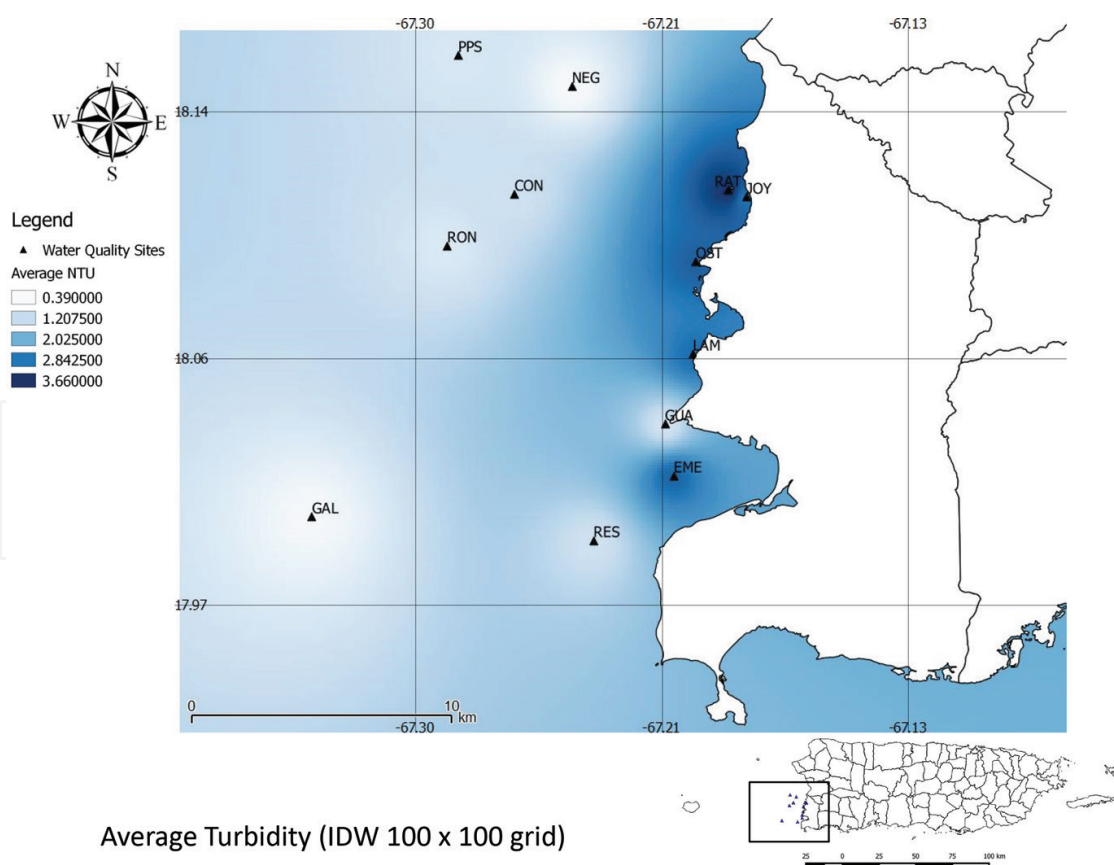 -67.30 -67.21 -67.13
PPS
N
NEG
18.14
W E
S
RAT
CON
JOY
Legend
RON
Water Quality Sites
OST
Average NTU
0.390000
1.207500
2.025000
LAM
2.842500
18.06
3.660000
GUA
EME
GAL
RES
17.97
0 10
km
-67.30 -67.21 -67.13
Average Turbidity (IDW 100 x 100 grid)
25 0 25 50 75 100 km